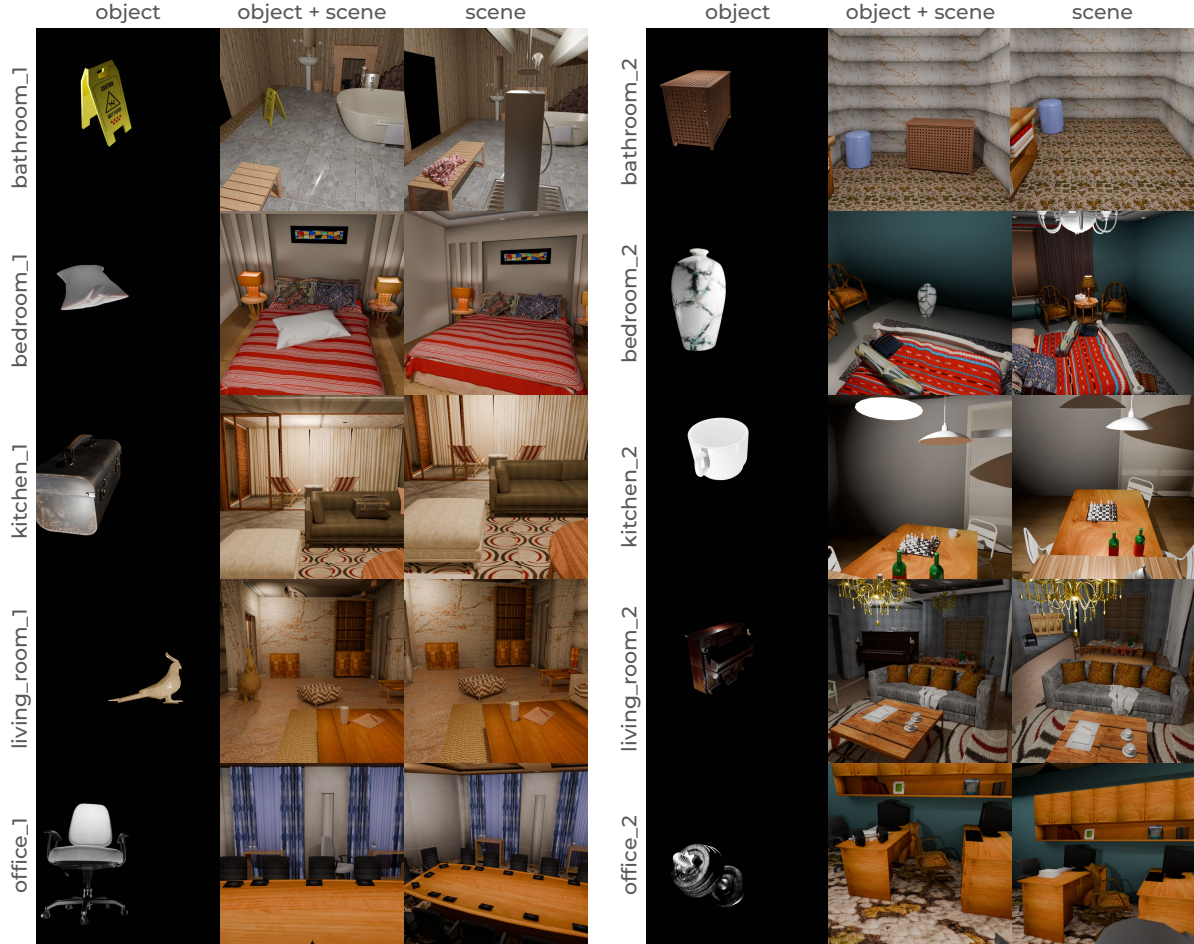 object
object + scene
scene
object
object + scene
scene
bathroom_1
CAUTION
bathroom_2
bedroom_1
bedroom_2
kitchen_1
kitchen_2
living_room_1
living_room_2
office_1
office_2